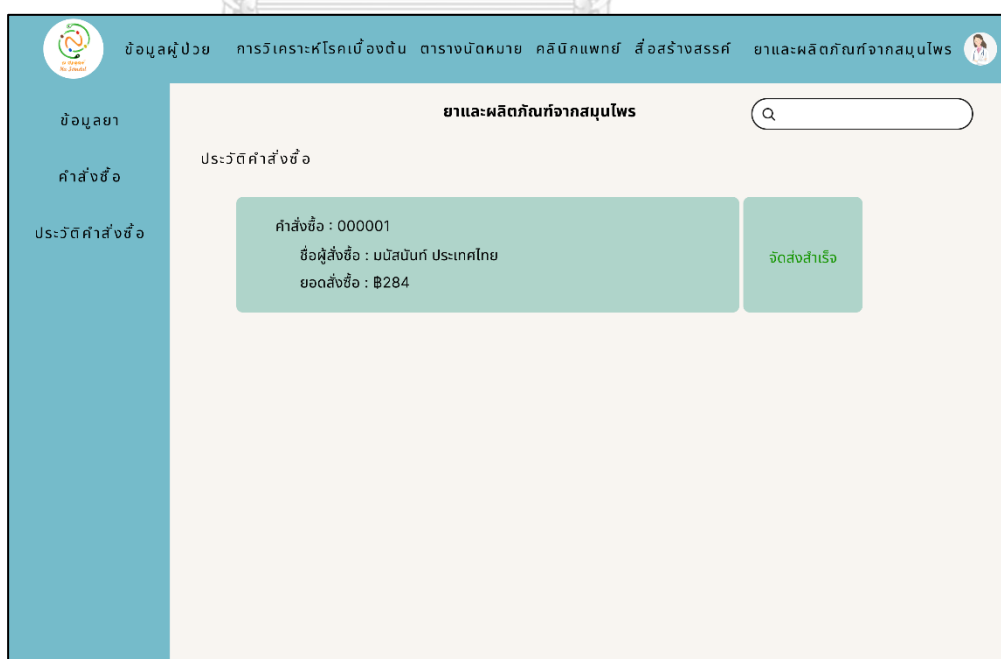 ข้อมูลผู้ป่วย การวิเคราะห์โรคเบื้องต้น ตารางนัดหมาย คลินิกแพทย์ สื่อสร้างสรรค์ ยาและผลิตภัณฑ์จากสมุนไพร
ข้อมูลยา
คำสั่งซื้อ
ประวัติคำสั่งซื้อ
ยาและผลิตภัณฑ์จากสมุนไพร
ประวัติคำสั่งซื้อ
คำสั่งซื้อ : 000001
ชื่อผู้สั่งซื้อ : มนัสนันท์ ประเทศไทย
ยอดสั่งซื้อ : ฿284
จัดส่งสำเร็จ